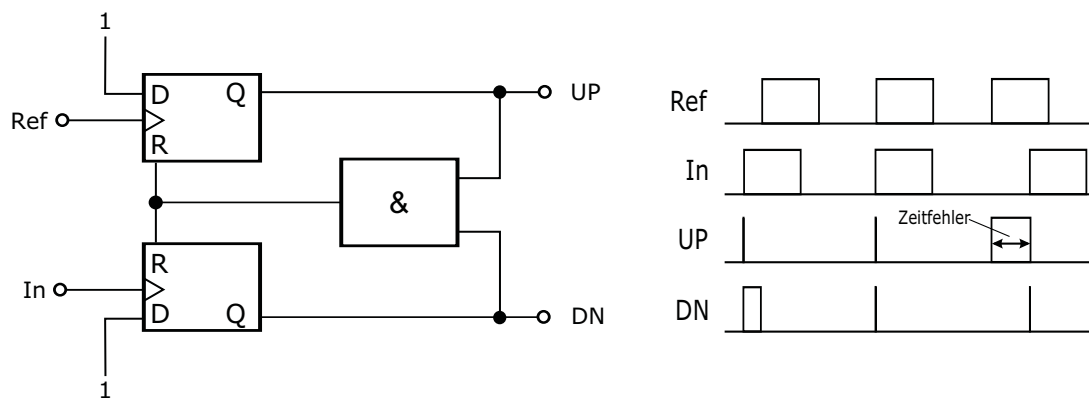 1
D
Q
UP
Ref
R
&
R
In
D
Q
DN
1
Ref
In
Zeitfehler
UP
DN